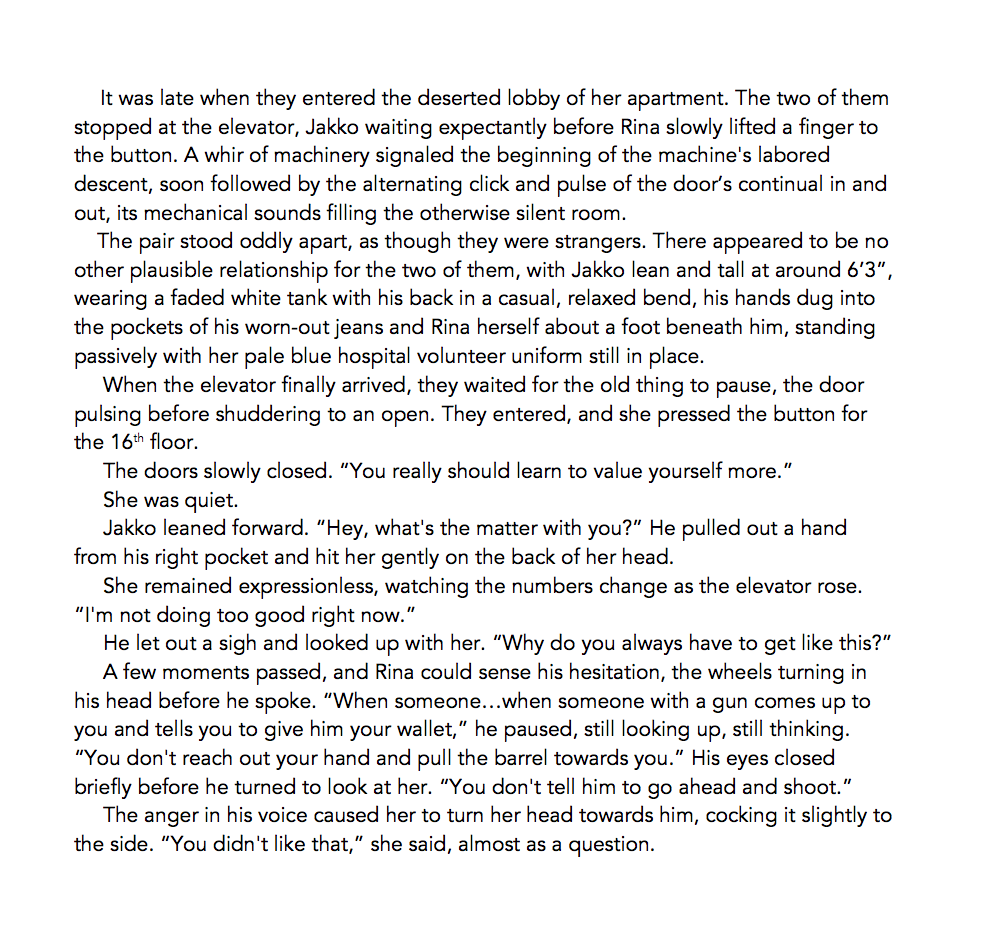 It was late when they entered the deserted lobby of her apartment. The two of them
stopped at the elevator, Jakko waiting expectantly before Rina slowly lifted a finger to
the button. A whir of machinery signaled the beginning of the machine's labored
descent, soon followed by the alternating click and pulse of the door’s continual in and
out, its mechanical sounds filling the otherwise silent room.
The pair stood oddly apart, as though they were strangers. There appeared to be no
other plausible relationship for the two of them, with Jakko lean and tall at around 6’3”,
wearing a faded white tank with his back in a casual, relaxed bend, his hands dug into
the pockets of his worn-out jeans and Rina herself about a foot beneath him, standing
passively with her pale blue hospital volunteer uniform still in place.
When the elevator finally arrived, they waited for the old thing to pause, the door
pulsing before shuddering to an open. They entered, and she pressed the button for
the 16th floor.
The doors slowly closed. “You really should learn to value yourself more.”
She was quiet.
Jakko leaned forward. “Hey, what's the matter with you?” He pulled out a hand
from his right pocket and hit her gently on the back of her head.
She remained expressionless, watching the numbers change as the elevator rose.
“I'm not doing too good right now.”
He let out a sigh and looked up with her. “Why do you always have to get like this?”
A few moments passed, and Rina could sense his hesitation, the wheels turning in
his head before he spoke. “When someone…when someone with a gun comes up to
you and tells you to give him your wallet,” he paused, still looking up, still thinking.
“You don't reach out your hand and pull the barrel towards you.” His eyes closed
briefly before he turned to look at her. “You don't tell him to go ahead and shoot.”
The anger in his voice caused her to turn her head towards him, cocking it slightly to
the side. “You didn't like that,” she said, almost as a question.